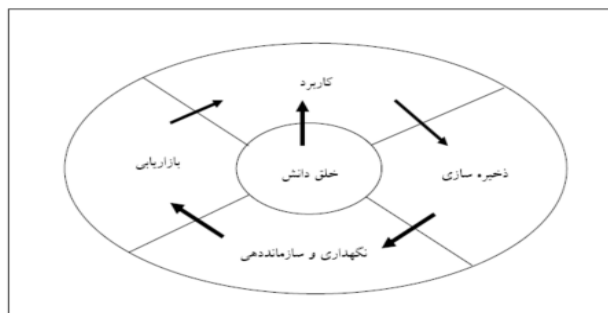 کاربرد
بازاریابی
خلق دانش
ذخیره سازی
نگهداری و سازماندهی